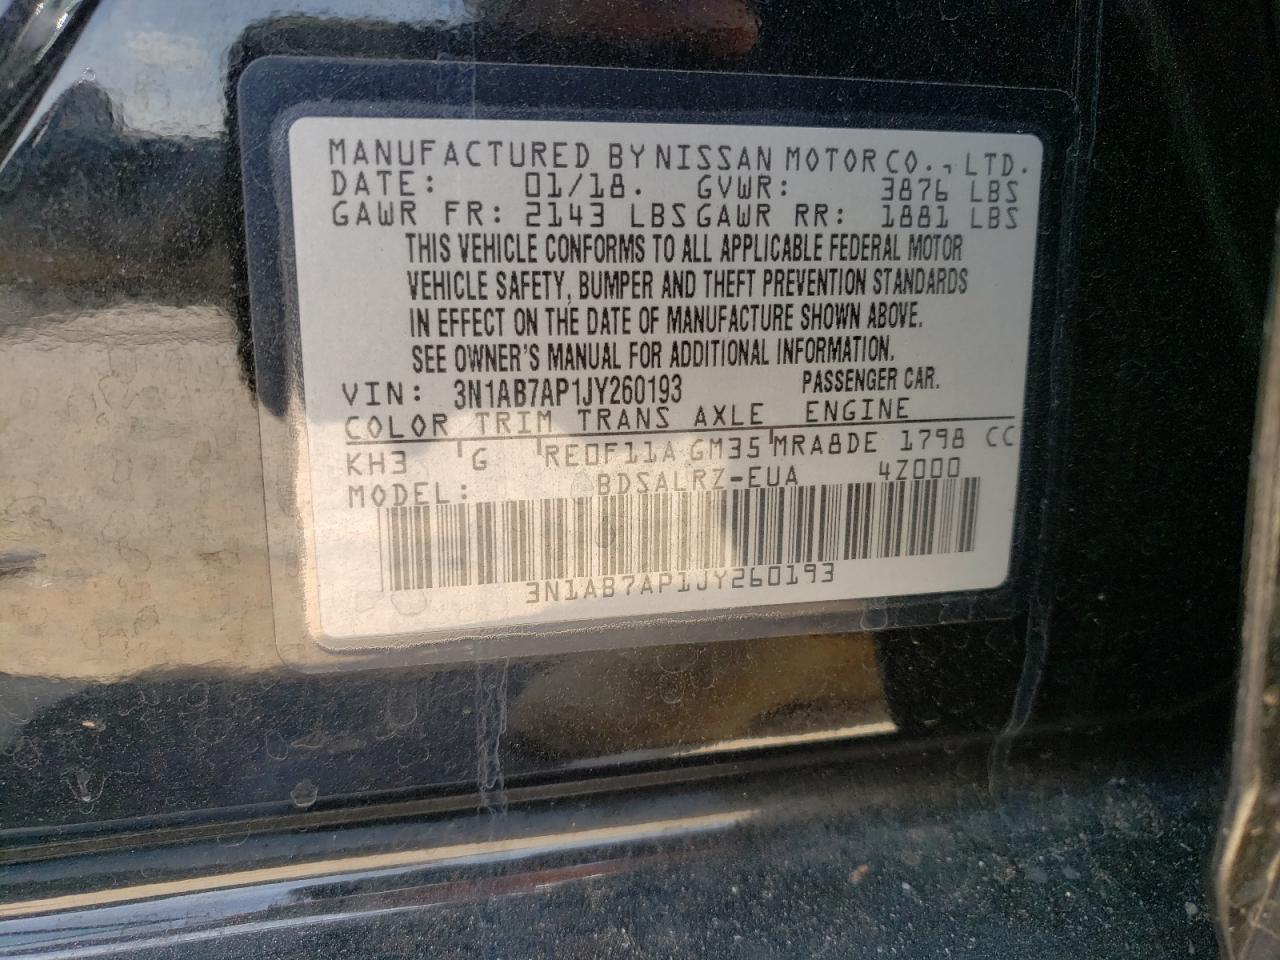 MANUFACTURED BY NISSAN MOTOR CO., LTD.
DATE: 01/18. GVWR: 3876 LBS
GAWR FR: 2143 LBS GAWR RR: 1881 LBS
THIS VEHICLE CONFORMS TO ALL APPLICABLE FEDERAL MOTOR
VEHICLE SAFETY, BUMPER AND THEFT PREVENTION STANDARDS
IN EFFECT ON THE DATE OF MANUFACTURE SHOWN ABOVE.
SEE OWNER'S MANUAL FOR ADDITIONAL INFORMATION.
VIN: 3N1AB7AP1JY260193 PASSENGER CAR.
COLOR TRIM TRANS AXLE ENGINE
KH3 G RE0F11A GM35 MRA8DE 1798 CC
MODEL: BDSALRZ-EUA 4Z000
3N1AB7AP1JY260193